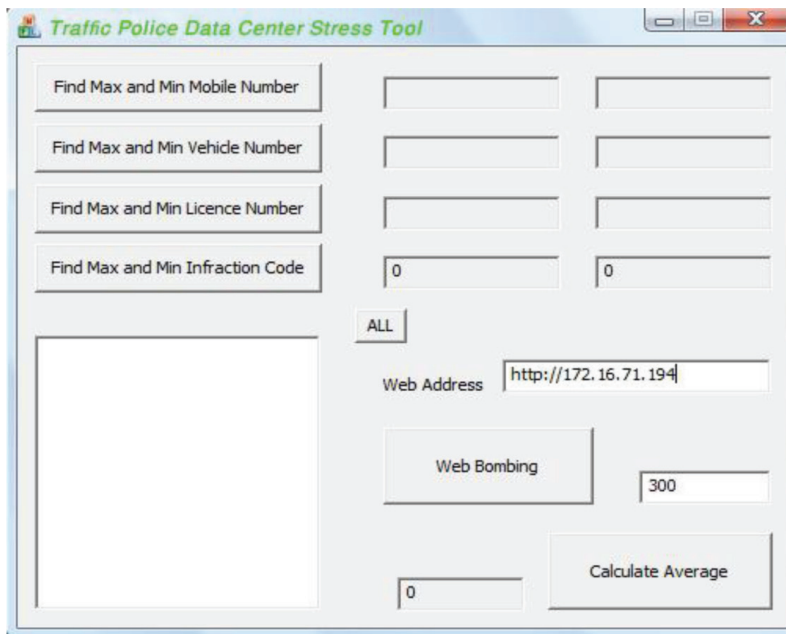 Traffic Police Data Center Stress Tool
Find Max and Min Mobile Number
Find Max and Min Vehicle Number
Find Max and Min Licence Number
Find Max and Min Infraction Code
0
0
ALL
Web Address
http://172.16.71.194
Web Bombing
300
Calculate Average
0